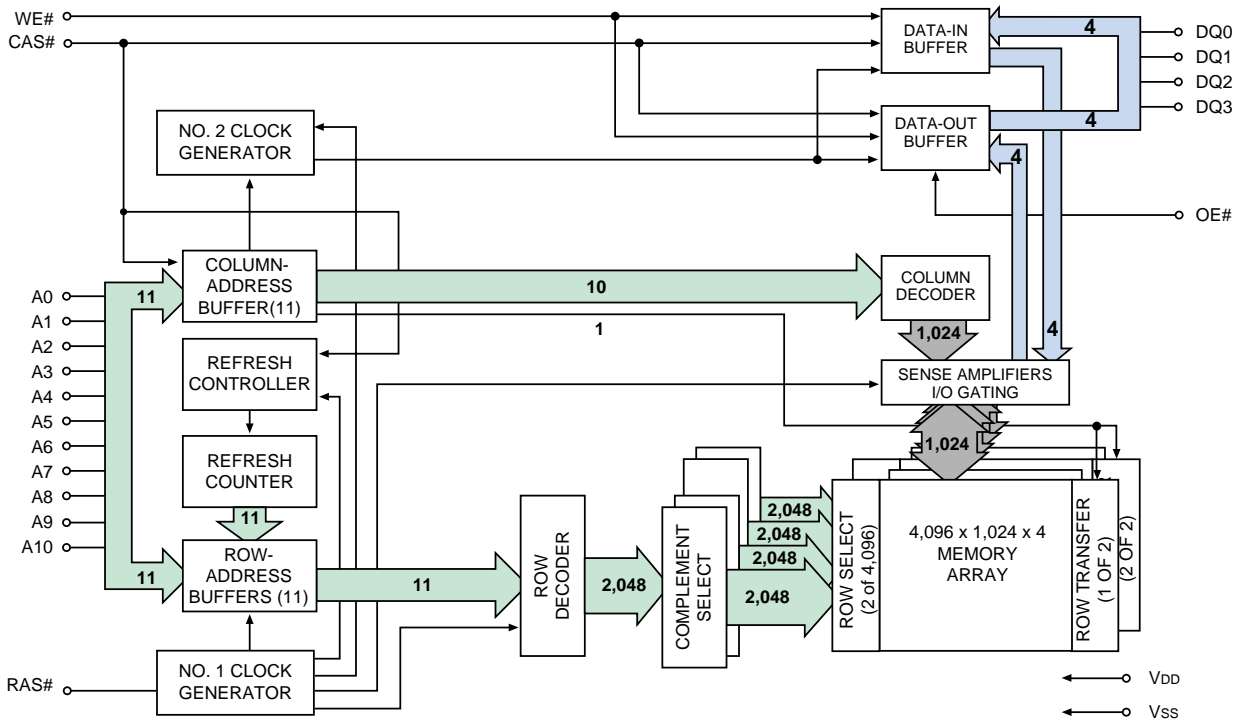 WE#
CAS#
DATA-IN
BUFFER
4
DQ0
DQ1
DQ2
DQ3
NO. 2 CLOCK
GENERATOR
DATA-OUT
BUFFER
4
4
OE#
COLUMN-
ADDRESS
BUFFER(11)
11
10
1
COLUMN
DECODER
1,024
4
A0
A1
A2
A3
A4
A5
A6
A7
A8
A9
A10
REFRESH
CONTROLLER
SENSE AMPLIFIERS
I/O GATING
1,024
REFRESH
COUNTER
11
ROW-
ADDRESS
BUFFERS (11)
11
11
ROW
DECODER
2,048
COMPLEMENT
SELECT
2,048
2,048
2,048
2,048
ROW SELECT
(2 of 4,096)
4,096 x 1,024 x 4
MEMORY
ARRAY
ROW TRANSFER
(1 OF 2)
(2 OF 2)
NO. 1 CLOCK
GENERATOR
RAS#
VDD
VSS